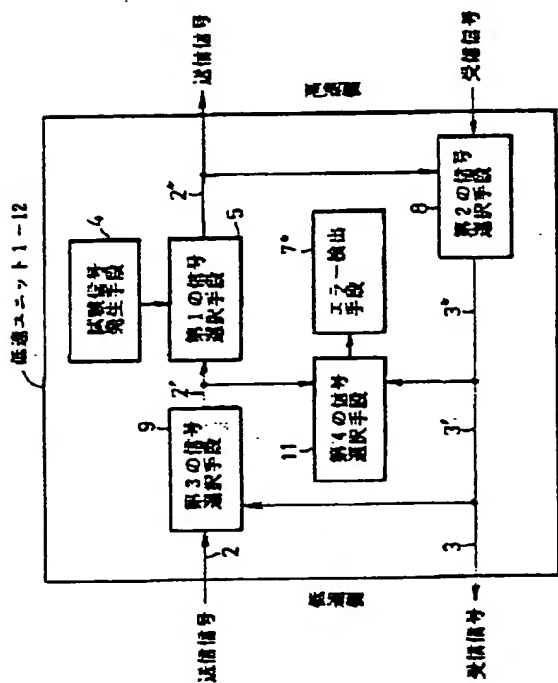 低速ユニット1-12
4
試験信号
発生手段
送信信号
2″
5
第1の信号
選択手段
高速側
受信信号
7″
エラー検出
手段
8
第2の信号
選択手段
2′
9
第3の信号
選択手段
11
第4の信号
選択手段
3″
3′
2
3
送信信号
低速側
受信信号